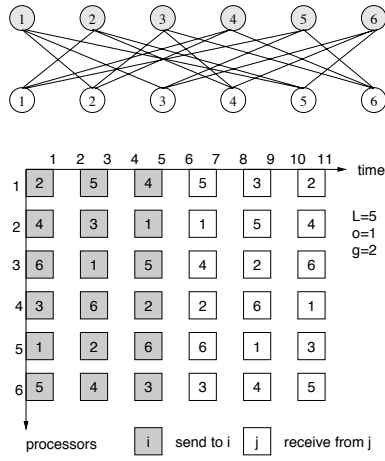 1 2 3 4 5 6
1 2 3 4 5 6
1 2 3 4 5 6 7 8 9 10 11
time
1 2 5 4 5 3 2
2 4 3 1 1 5 4
3 6 1 5 4 2 6
4 3 6 2 2 6 1
5 1 2 6 6 1 3
6 5 4 3 3 4 5
L=5
o=1
g=2
processors i send to i j receive from j